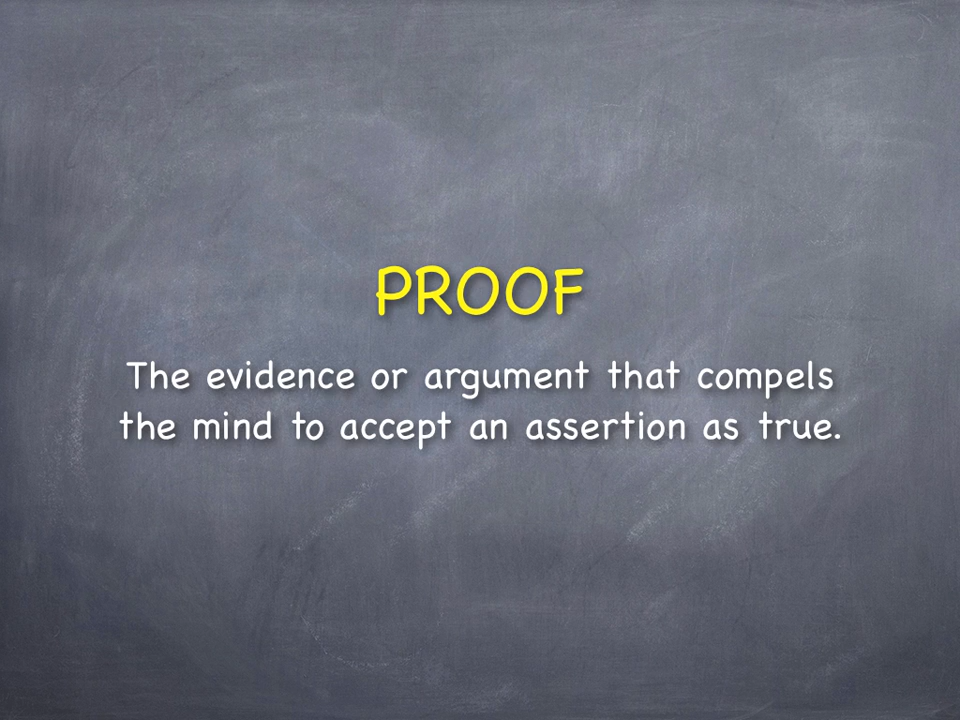 PROOF
The evidence or argument that compels
the mind to accept an assertion as true.